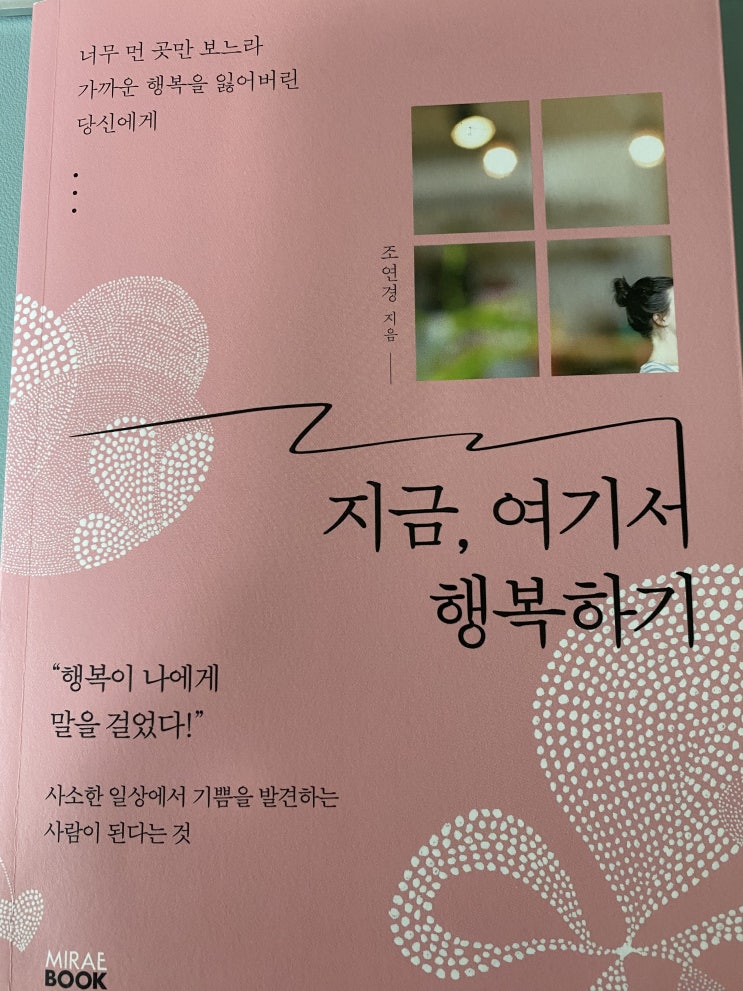 너무 먼 곳만 보느라
가까운 행복을 잃어버린
당신에게
조연경 지음
지금, 여기서
행복하기
“행복이 나에게
말을 걸었다!”
사소한 일상에서 기쁨을 발견하는
사람이 된다는 것
MIRAE
BOOK